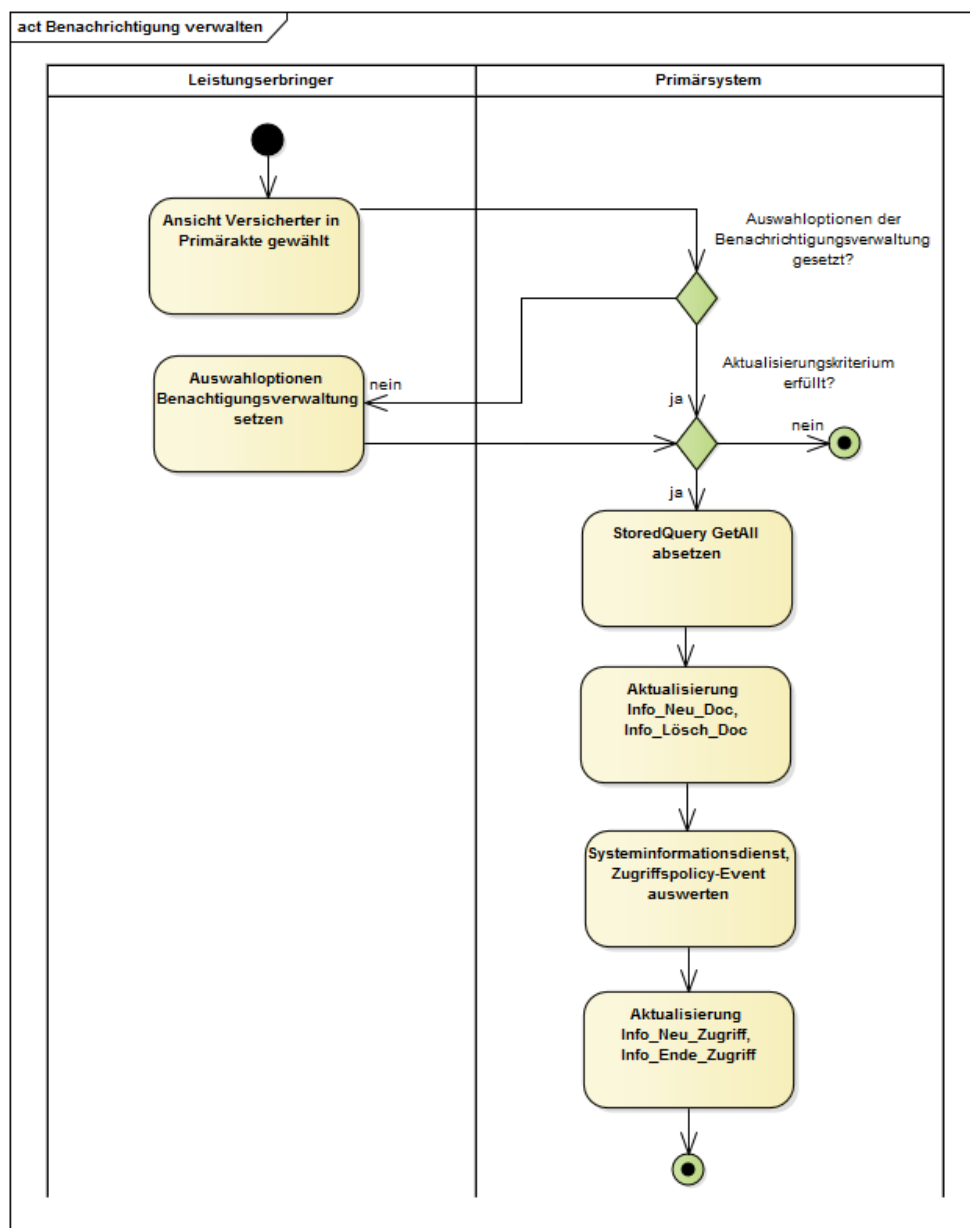 act Benachrichtigung verwalten
Leistungserbringer
Primärsystem
Ansicht Versicherter in
Primärakte gewählt
Auswahloptionen der
Benachrichtigungsverwaltung
gesetzt?
Auswahloptionen
Benachtigungsverwaltung
setzen
nein
Aktualisierungskriterium
erfüllt?
ja
nein
ja
StoredQuery GetAll
absetzen
Aktualisierung
Info_Neu_Doc,
Info_Lösch_Doc
Systeminformationsdienst,
Zugriffspolicy-Event
auswerten
Aktualisierung
Info_Neu_Zugriff,
Info_Ende_Zugriff